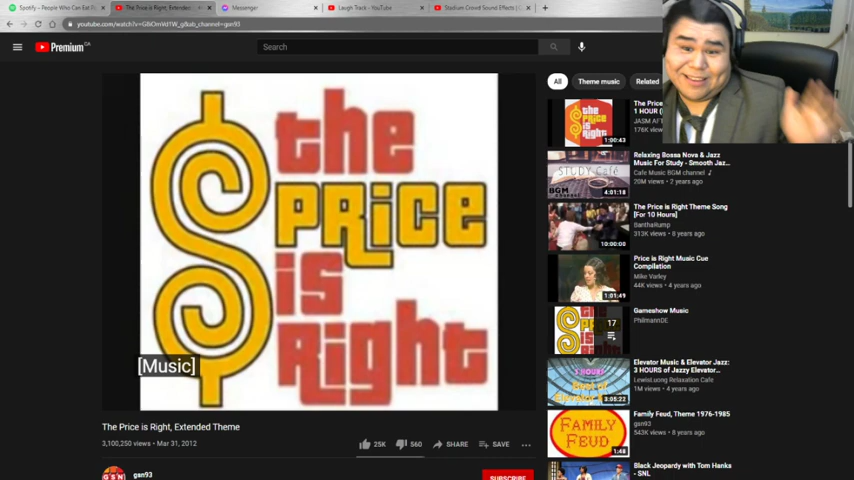 Spotify – People Who Can Eat Fa
The Price is Right, Extended
Messenger
Laugh Track - YouTube
Stadium Crowd Sound Effects
Premium
CA
Search
the
PRiCE
is
Right
[Music]
The Price is Right, Extended Theme
3,100,250 views • Mar 31, 2012
25K
560
SHARE
SAVE
gsn93
SUBSCRIBE
All
Theme music
Related
The Price
1 HOUR
176K
1:00:43
Relaxing Bossa Nova & Jazz
Music For Study - Smooth Jaz...
Cafe Music BGM channel
20M views • 2 years ago
4:01:18
The Price is Right Theme Song
[For 10 Hours]
BanthaRump
313K views • 8 years ago
10:00:00
Price is Right Music Cue
Compilation
Mike Varley
44K views • 4 years ago
1:01:49
Gameshow Music
PhilmannDE
17
Elevator Music & Elevator Jazz:
3 HOURS of Jazzy Elevator...
LewisLuong Relaxation Cafe
1M views • 4 years ago
3:05:22
Family Feud, Theme 1976-1985
gsn93
543K views • 8 years ago
FAMILY
FEUD
1:48
Black Jeopardy with Tom Hanks
- SNL